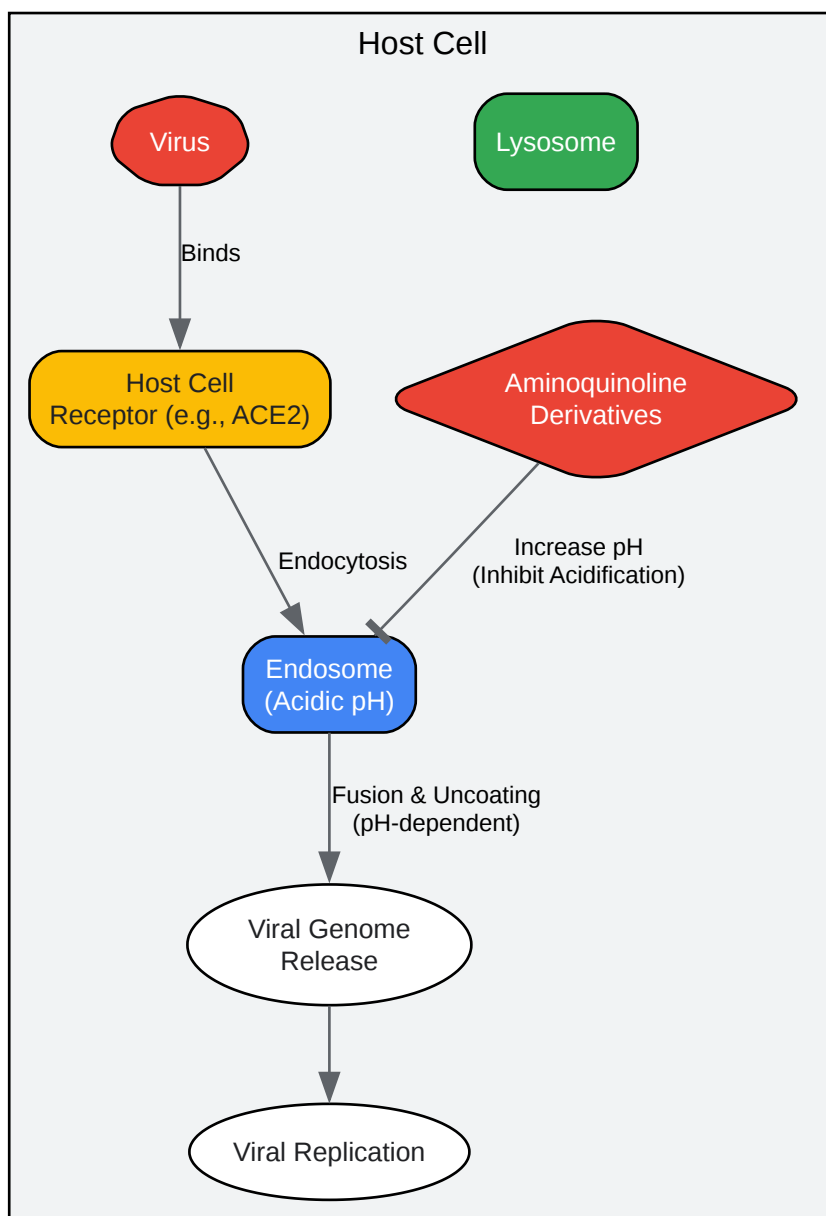 Host Cell
Virus
Lysosome
Binds
Host Cell
Receptor (e.g., ACE2)
Aminoquinoline
Derivatives
Endocytosis
Increase pH
(Inhibit Acidification)
Endosome
(Acidic pH)
Fusion & Uncoating
(pH-dependent)
Viral Genome
Release
Viral Replication